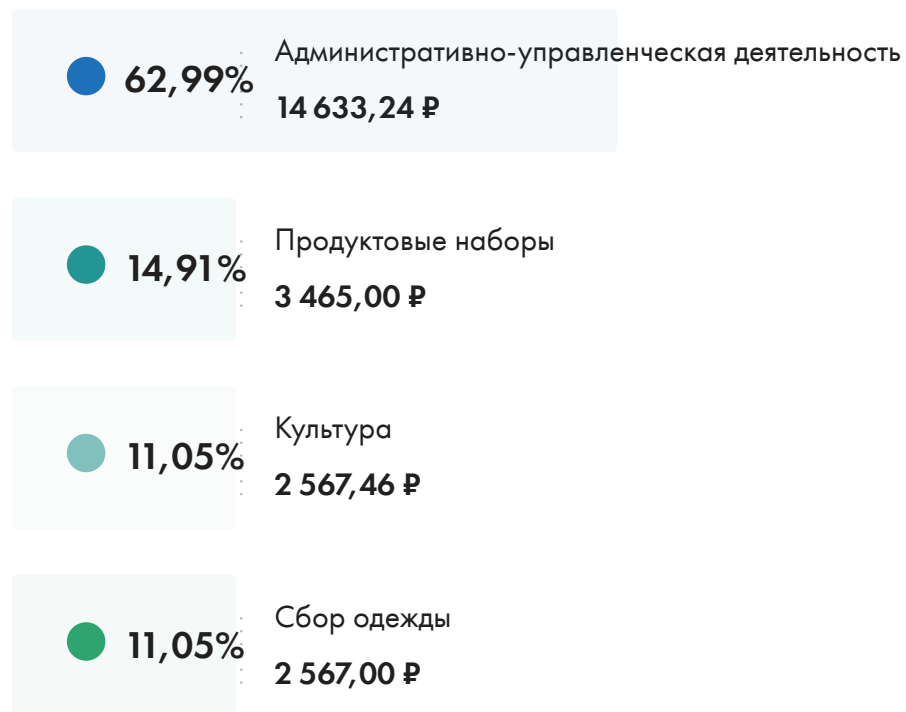 62,99%
Административно-управленческая деятельность
14 633,24 ₽
14,91%
Продуктовые наборы
3 465,00 ₽
11,05%
Культура
2 567,46 ₽
11,05%
Сбор одежды
2 567,00 ₽